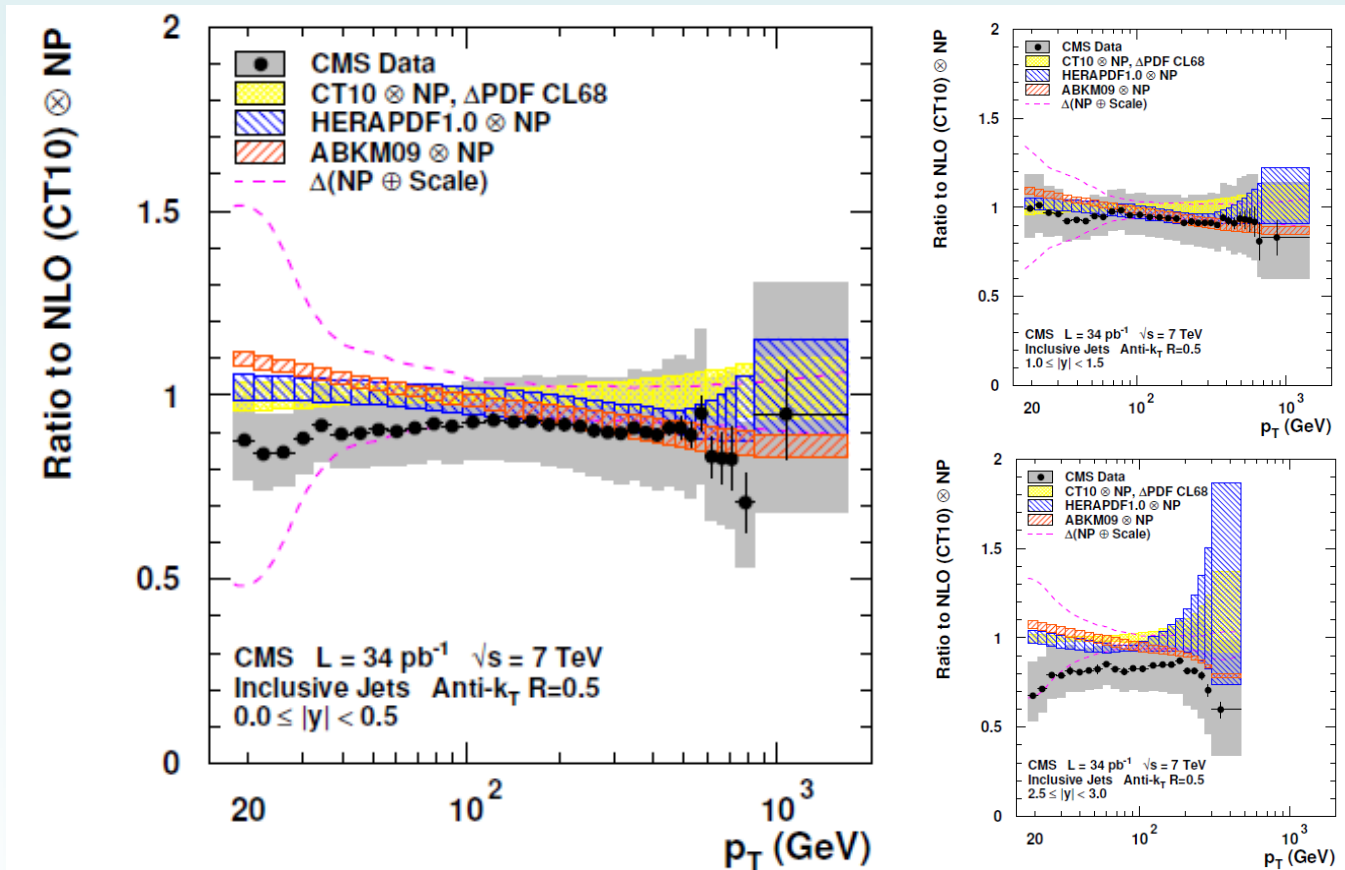 Ratio to NLO (CT10) ⊗ NP
2
1.5
1
0.5
0
CMS Data
CT10 ⊗ NP, ΔPDF CL68
HERAPDF1.0 ⊗ NP
ABKM09 ⊗ NP
Δ(NP ⊕ Scale)
CMS L = 34 pb⁻¹ √s = 7 TeV
Inclusive Jets Anti-k_T R=0.5
0.0 ≤ |y| < 0.5
20 10² 10³
p_T (GeV)
Ratio to NLO (CT10) ⊗ NP
2
1.5
1
0.5
0
CMS Data
CT10 ⊗ NP, ΔPDF CL68
HERAPDF1.0 ⊗ NP
ABKM09 ⊗ NP
Δ(NP ⊕ Scale)
CMS L = 34 pb⁻¹ √s = 7 TeV
Inclusive Jets Anti-k_T R=0.5
1.0 ≤ |y| < 1.5
20 10² 10³
p_T (GeV)
Ratio to NLO (CT10) ⊗ NP
2
1.5
1
0.5
0
CMS Data
CT10 ⊗ NP, ΔPDF CL68
HERAPDF1.0 ⊗ NP
ABKM09 ⊗ NP
Δ(NP ⊕ Scale)
CMS L = 34 pb⁻¹ √s = 7 TeV
Inclusive Jets Anti-k_T R=0.5
2.5 ≤ |y| < 3.0
20 10² 10³
p_T (GeV)